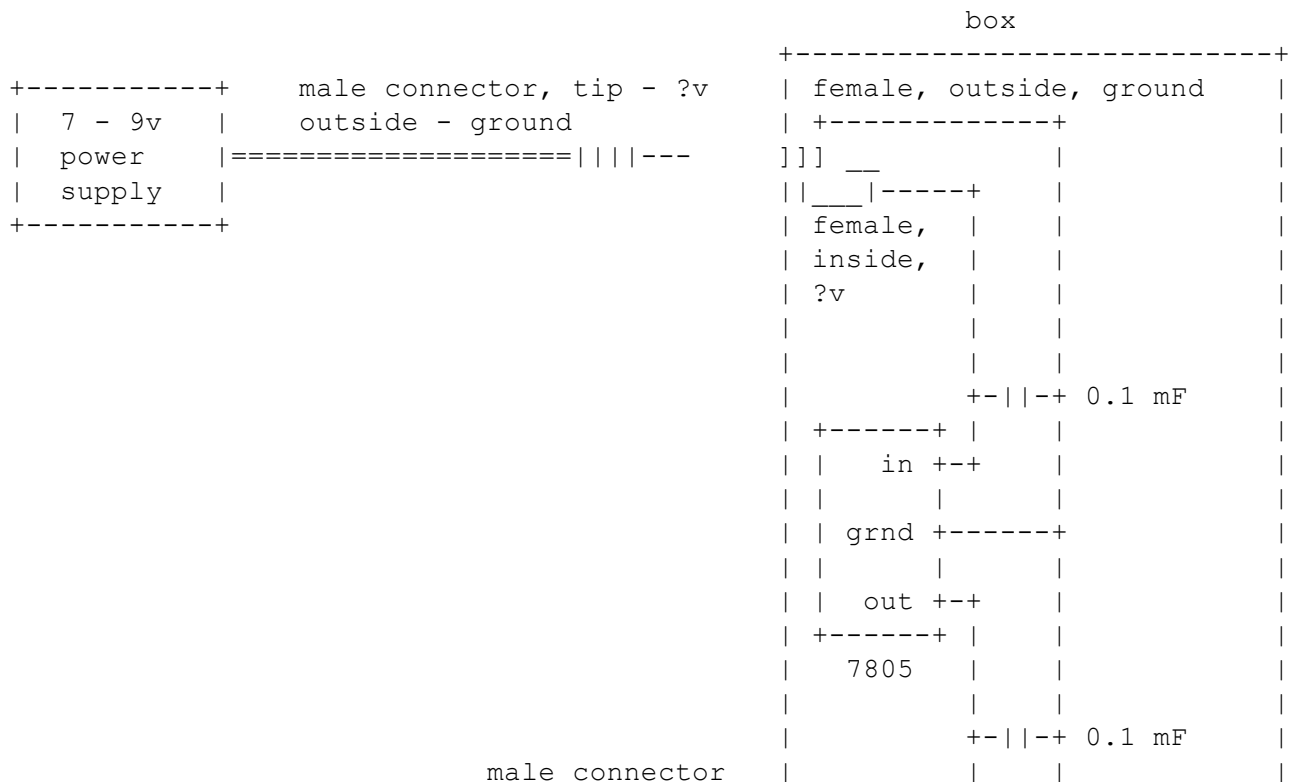 box
male connector, tip - ?v
female, outside, ground
7 - 9v
outside - ground
power
supply
female,
inside,
?v
0.1 mF
in
grnd
out
7805
0.1 mF
male connector